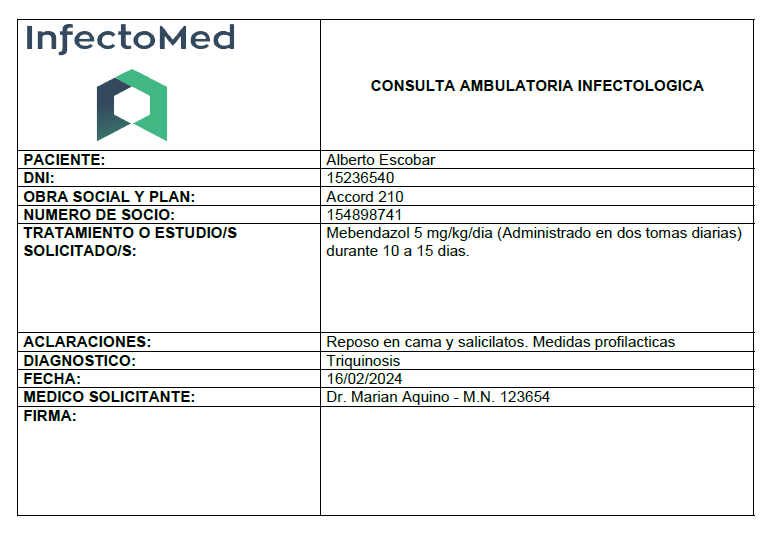 InfectoMed
CONSULTA AMBULATORIA INFECTOLOGICA
PACIENTE: Alberto Escobar
DNI: 15236540
OBRA SOCIAL Y PLAN: Accord 210
NUMERO DE SOCIO: 154898741
TRATAMIENTO O ESTUDIO/S Mebendazol 5 mg/kg/dia (Administrado en dos tomas diarias)
SOLICITADO/S: durante 10 a 15 dias.
ACLARACIONES: Reposo en cama y salicilatos. Medidas profilacticas
DIAGNOSTICO: Triquinosis
FECHA: 16/02/2024
MEDICO SOLICITANTE: Dr. Marian Aquino - M.N. 123654
FIRMA: